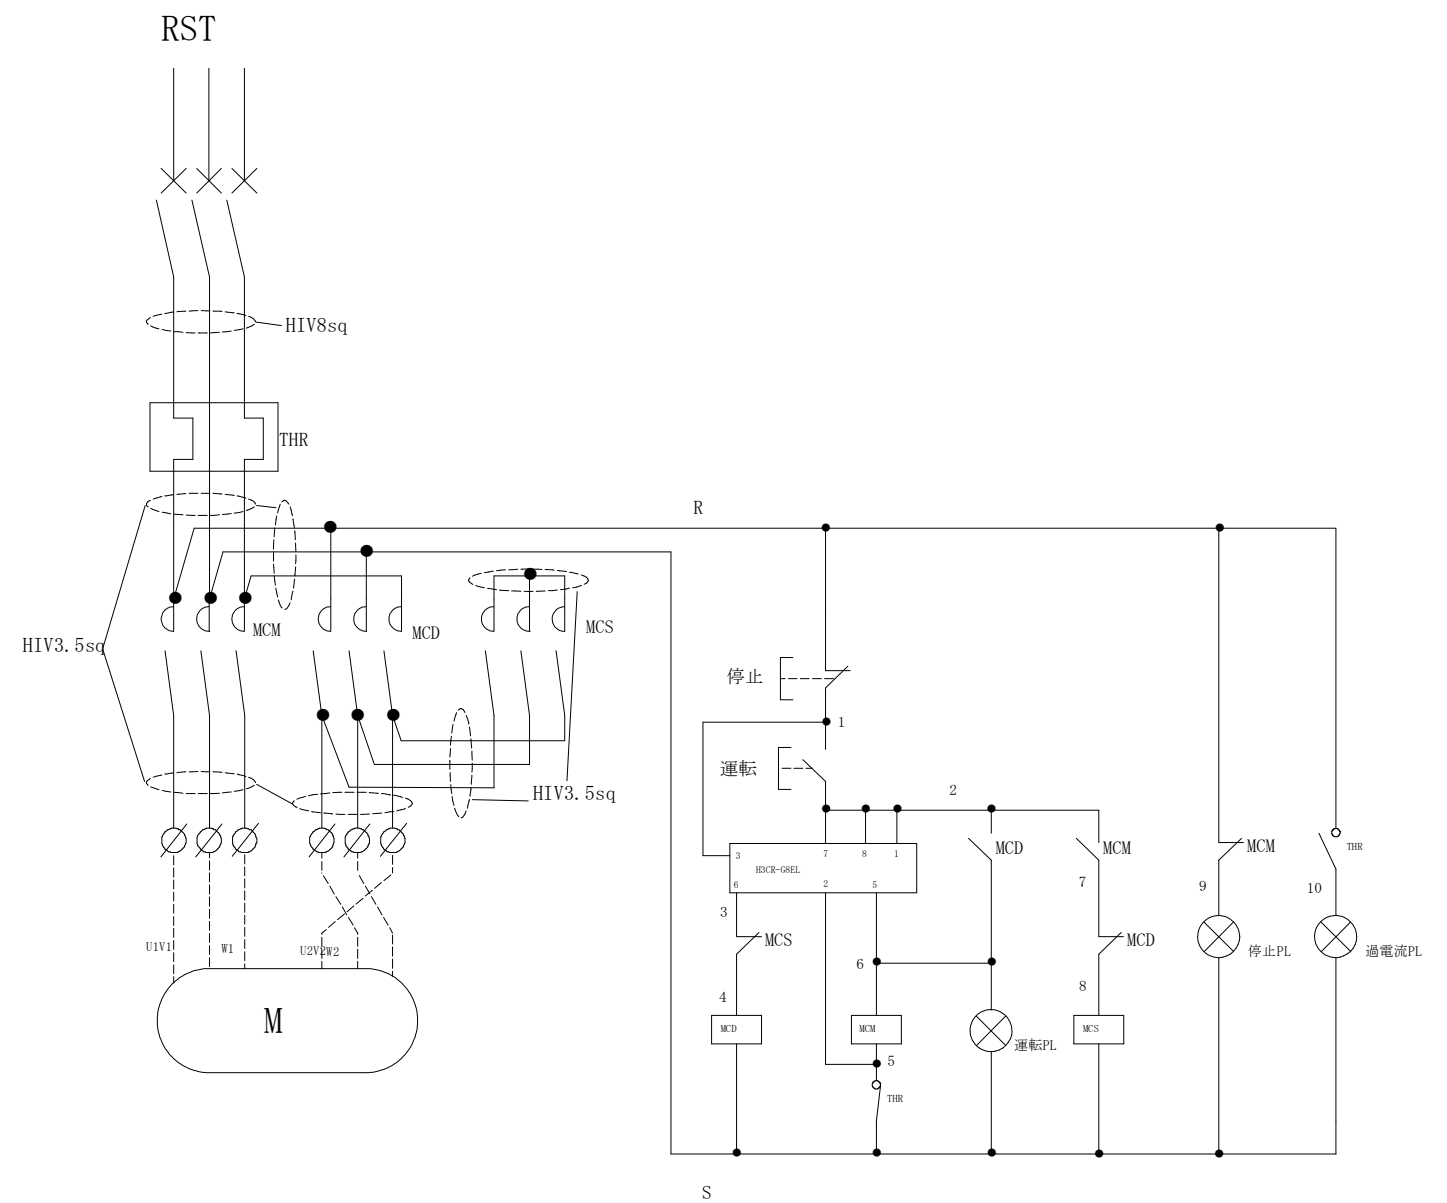 RST
HIV8sq
THR
R
MCM
MCD
MCS
HIV3.5sq
停止
1
運転
2
HIV3.5sq
3
7
8
1
H3CR-G8EL
6
2
5
MCD
MCM
MCM
THR
7
9
10
3
MCS
MCD
U1V1
W1
U2V2W2
停止PL
過電流PL
6
4
8
M
MCD
MCM
MCS
運転PL
5
THR
S